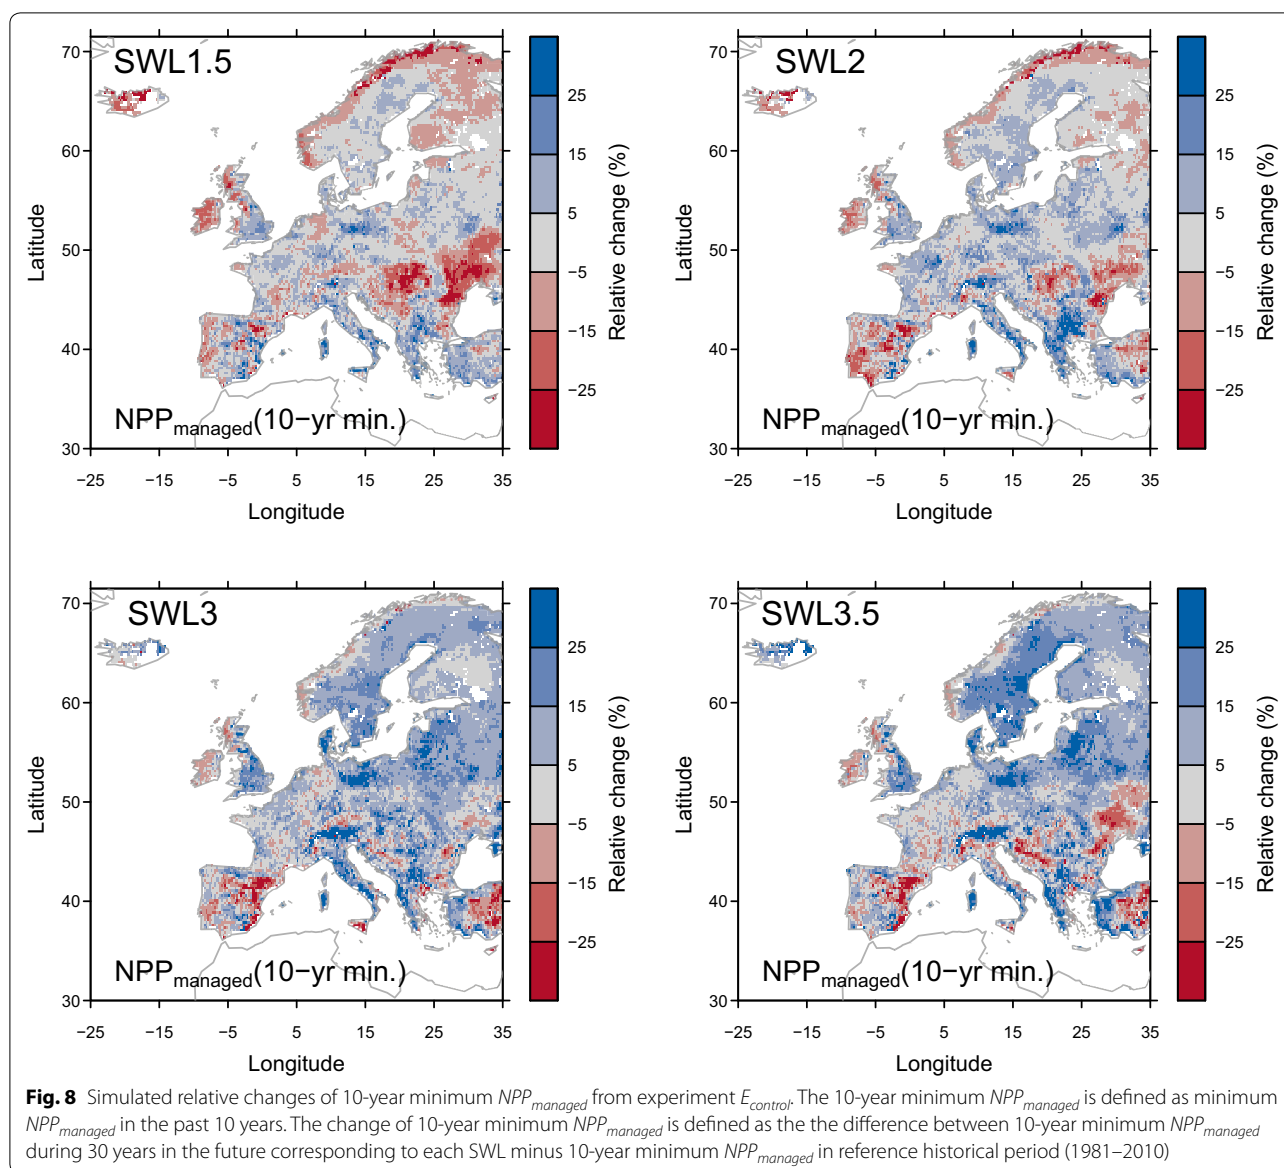 SWL1.5
70
60
50
40
30
−25 −15 −5 5 15 25 35
Latitude
Longitude
NPPmanaged(10−yr min.)
25
15
5
−5
−15
−25
Relative change (%)
SWL2
70
60
50
40
30
−25 −15 −5 5 15 25 35
Latitude
Longitude
NPPmanaged(10−yr min.)
25
15
5
−5
−15
−25
Relative change (%)
SWL3
70
60
50
40
30
−25 −15 −5 5 15 25 35
Latitude
Longitude
NPPmanaged(10−yr min.)
25
15
5
−5
−15
−25
Relative change (%)
SWL3.5
70
60
50
40
30
−25 −15 −5 5 15 25 35
Latitude
Longitude
NPPmanaged(10−yr min.)
25
15
5
−5
−15
−25
Relative change (%)
Fig. 8 Simulated relative changes of 10-year minimum NPPmanaged from experiment Econtrol. The 10-year minimum NPPmanaged is defined as minimum
NPPmanaged in the past 10 years. The change of 10-year minimum NPPmanaged is defined as the the difference between 10-year minimum NPPmanaged
during 30 years in the future corresponding to each SWL minus 10-year minimum NPPmanaged in reference historical period (1981–2010)